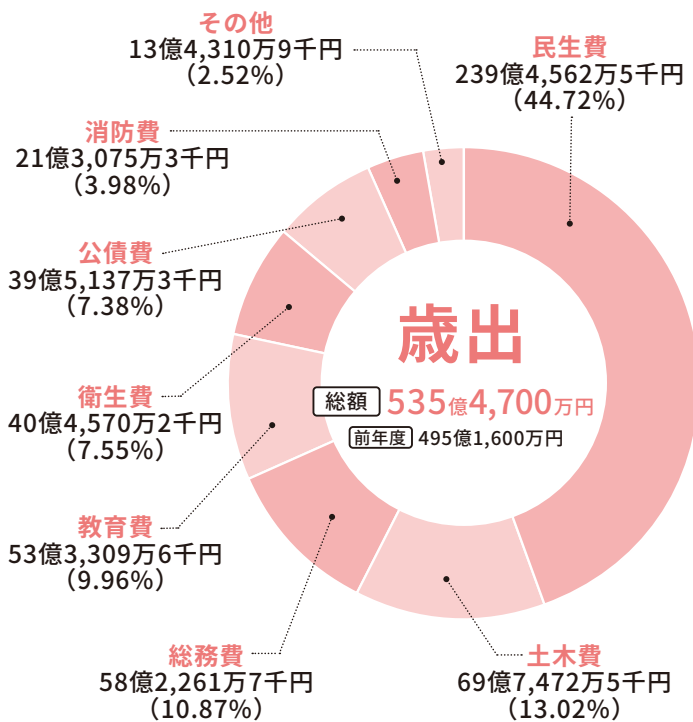 その他
13億4,310万9千円
（2.52%）
民生費
239億4,562万5千円
（44.72%）
消防費
21億3,075万3千円
（3.98%）
公債費
39億5,137万3千円
（7.38%）
歳出
総額 535億4,700万円
前年度 495億1,600万円
衛生費
40億4,570万2千円
（7.55%）
教育費
53億3,309万6千円
（9.96%）
総務費
58億2,261万7千円
（10.87%）
土木費
69億7,472万5千円
（13.02%）